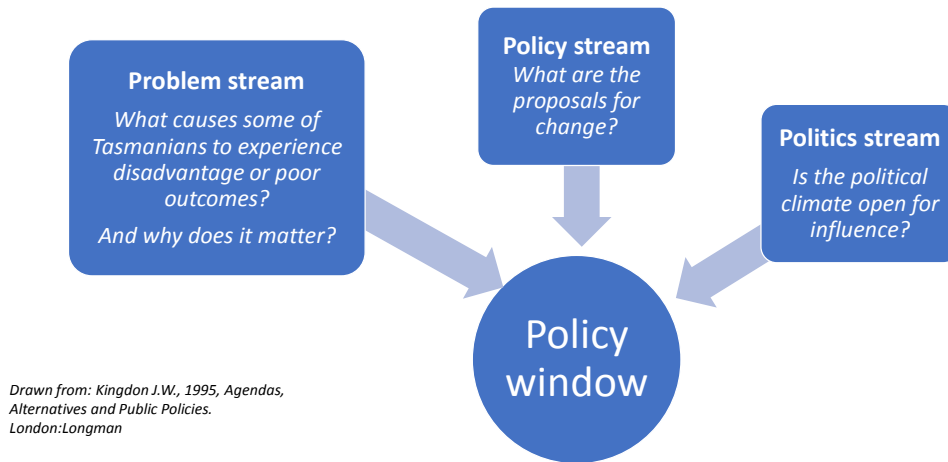 Problem stream
What causes some of
Tasmanians to experience
disadvantage or poor
outcomes?
And why does it matter?
Policy stream
What are the
proposals for
change?
Politics stream
Is the political
climate open for
influence?
Policy
window
Drawn from: Kingdon J.W., 1995, Agendas,
Alternatives and Public Policies.
London:Longman